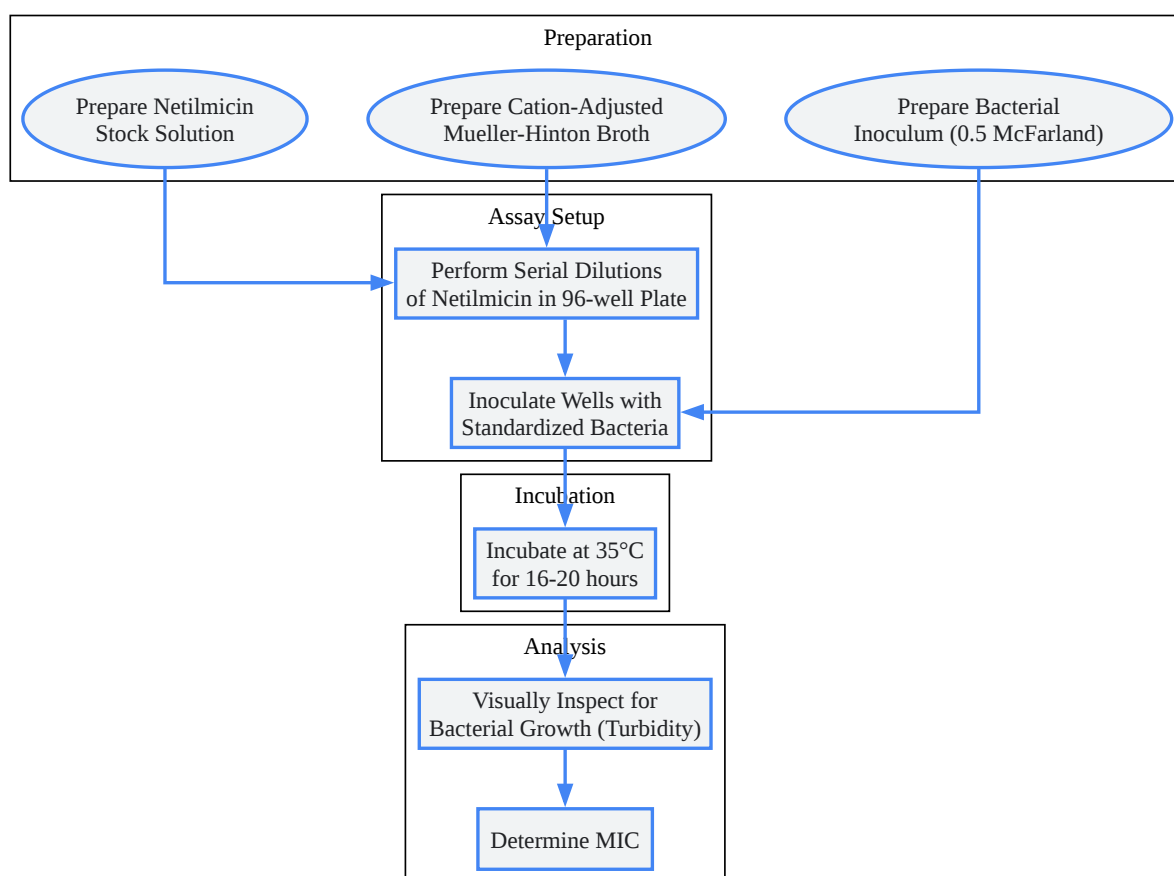 Preparation
Prepare Netilmicin
Stock Solution
Prepare Cation-Adjusted
Mueller-Hinton Broth
Prepare Bacterial
Inoculum (0.5 McFarland)
Assay Setup
Perform Serial Dilutions
of Netilmicin in 96-well Plate
Inoculate Wells with
Standardized Bacteria
Incubation
Incubate at 35°C
for 16-20 hours
Analysis
Visually Inspect for
Bacterial Growth (Turbidity)
Determine MIC